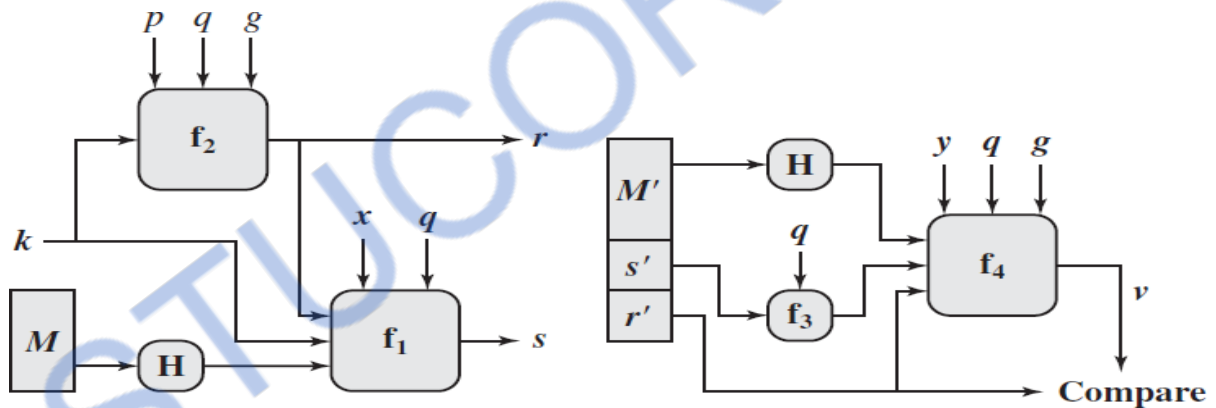 p q g
f₂
r
k
x q
M
H
f₁
s
M′
s′
r′
H
q
f₃
y q g
f₄
v
Compare
STUCOR